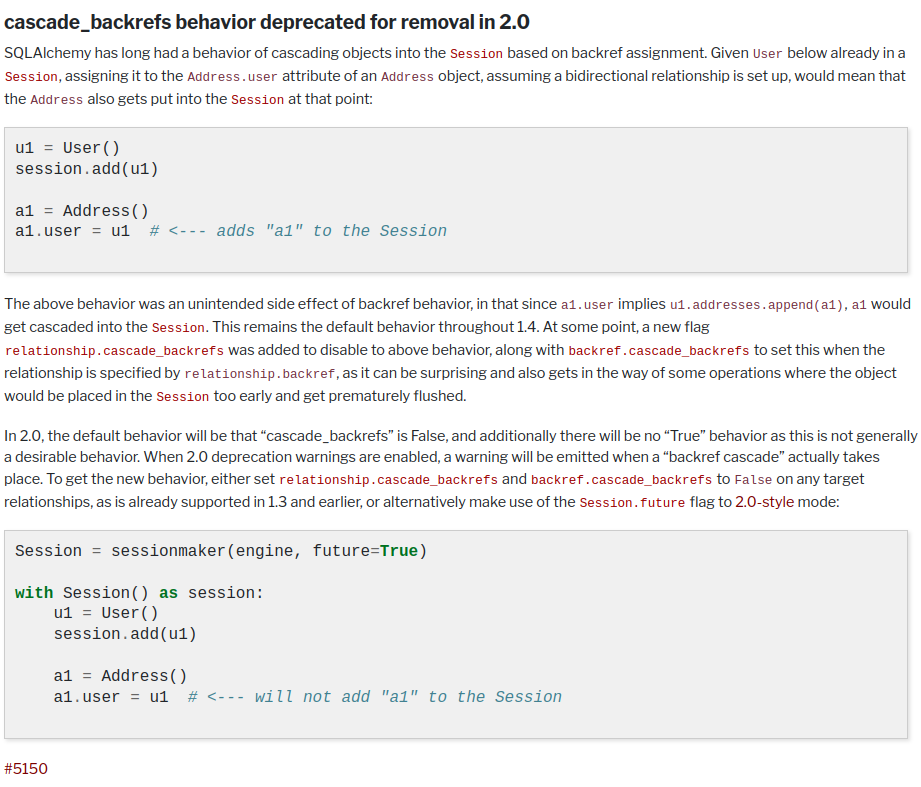 cascade_backrefs behavior deprecated for removal in 2.0
SQLAlchemy has long had a behavior of cascading objects into the Session based on backref assignment. Given User below already in a
Session, assigning it to the Address.user attribute of an Address object, assuming a bidirectional relationship is set up, would mean that
the Address also gets put into the Session at that point:
u1 = User()
session.add(u1)
a1 = Address()
a1.user = u1  # <--- adds "a1" to the Session
The above behavior was an unintended side effect of backref behavior, in that since a1.user implies u1.addresses.append(a1), a1 would
get cascaded into the Session. This remains the default behavior throughout 1.4. At some point, a new flag
relationship.cascade_backrefs was added to disable to above behavior, along with backref.cascade_backrefs to set this when the
relationship is specified by relationship.backref, as it can be surprising and also gets in the way of some operations where the object
would be placed in the Session too early and get prematurely flushed.
In 2.0, the default behavior will be that “cascade_backrefs” is False, and additionally there will be no “True” behavior as this is not generally
a desirable behavior. When 2.0 deprecation warnings are enabled, a warning will be emitted when a “backref cascade” actually takes
place. To get the new behavior, either set relationship.cascade_backrefs and backref.cascade_backrefs to False on any target
relationships, as is already supported in 1.3 and earlier, or alternatively make use of the Session.future flag to 2.0-style mode:
Session = sessionmaker(engine, future=True)
with Session() as session:
    u1 = User()
    session.add(u1)
    a1 = Address()
    a1.user = u1  # <--- will not add "a1" to the Session
#5150